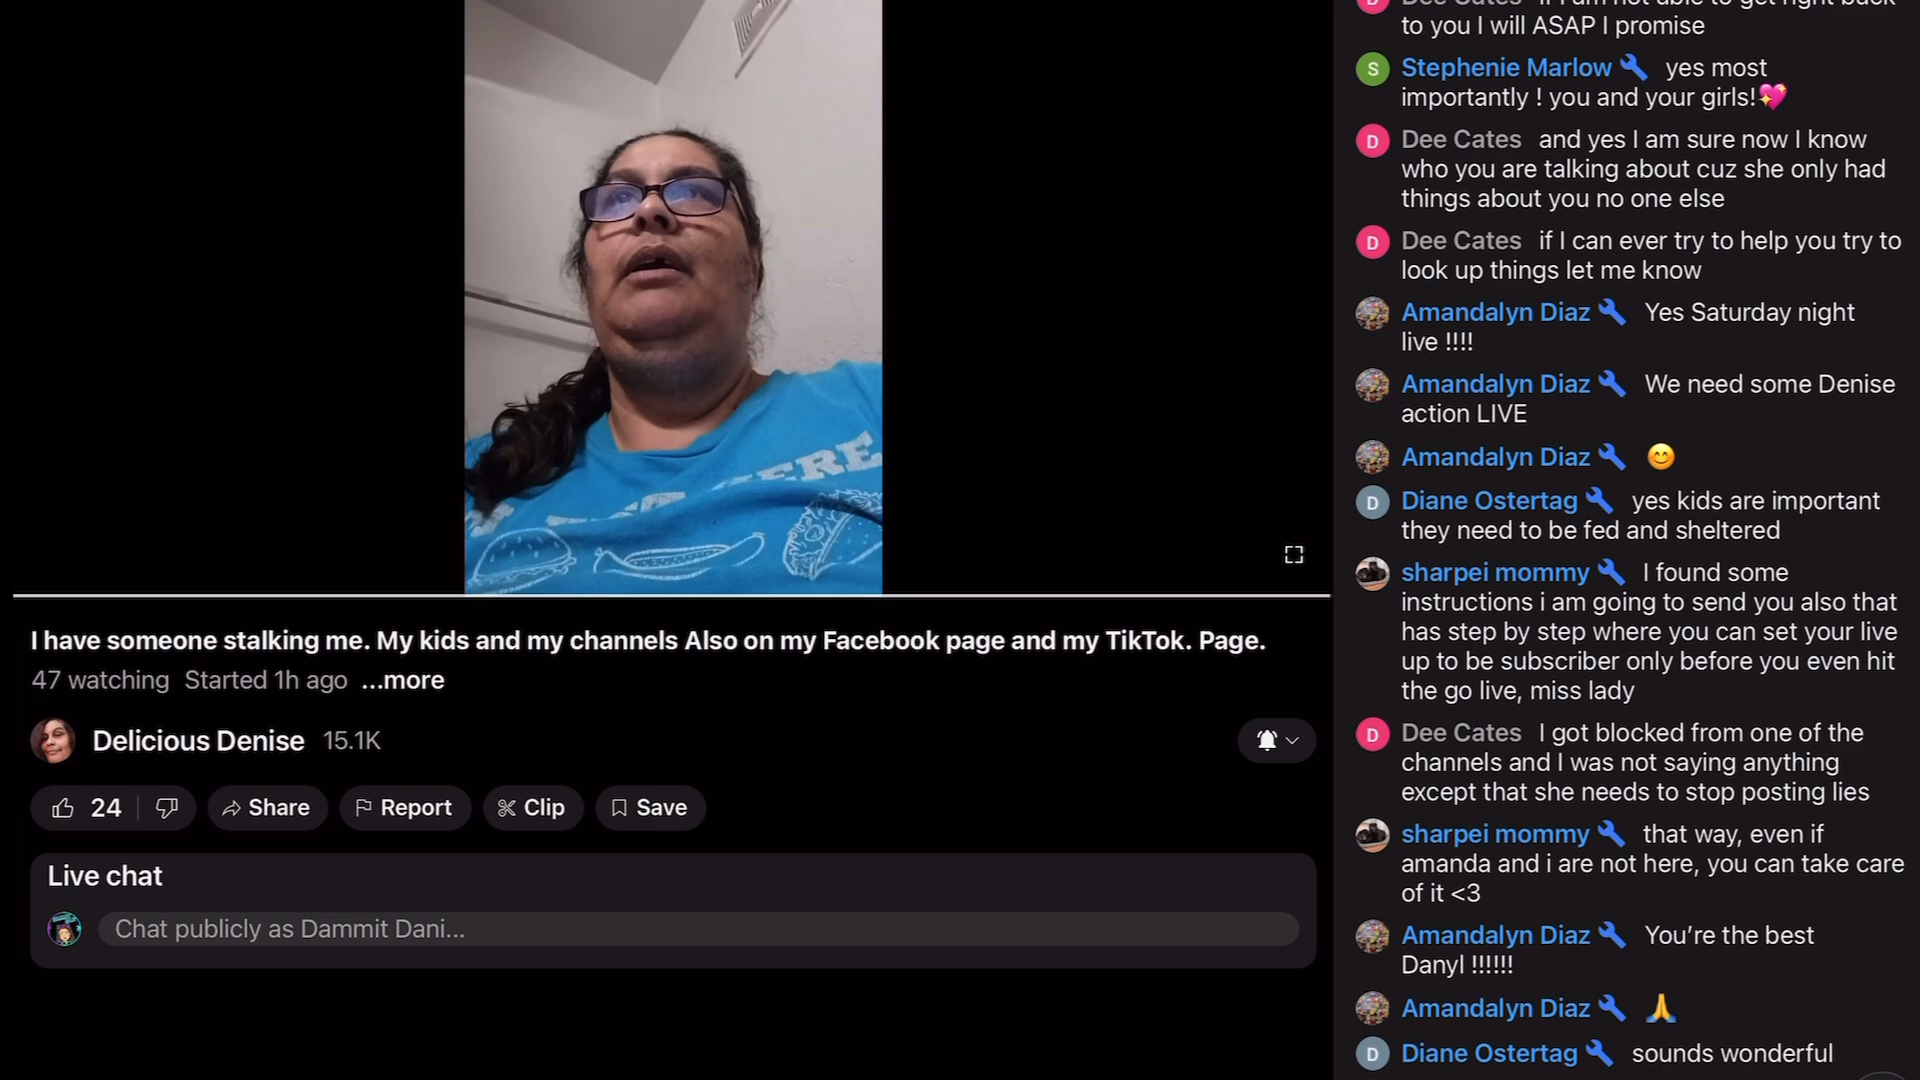 ERE
I have someone stalking me. My kids and my channels Also on my Facebook page and my TikTok. Page.
47 watching Started 1h ago ...more
Delicious Denise 15.1K
24 Share Report Clip Save
Live chat
Chat publicly as Dammit Dani...
to you I will ASAP I promise
S Stephenie Marlow yes most
importantly ! you and your girls!💖
D Dee Cates and yes I am sure now I know
who you are talking about cuz she only had
things about you no one else
D Dee Cates if I can ever try to help you try to
look up things let me know
Amandalyn Diaz Yes Saturday night
live !!!!
Amandalyn Diaz We need some Denise
action LIVE
Amandalyn Diaz 😊
D Diane Ostertag yes kids are important
they need to be fed and sheltered
sharpei mommy I found some
instructions i am going to send you also that
has step by step where you can set your live
up to be subscriber only before you even hit
the go live, miss lady
D Dee Cates I got blocked from one of the
channels and I was not saying anything
except that she needs to stop posting lies
sharpei mommy that way, even if
amanda and i are not here, you can take care
of it <3
Amandalyn Diaz You're the best
Danyl !!!!!!
Amandalyn Diaz 🙏
D Diane Ostertag sounds wonderful